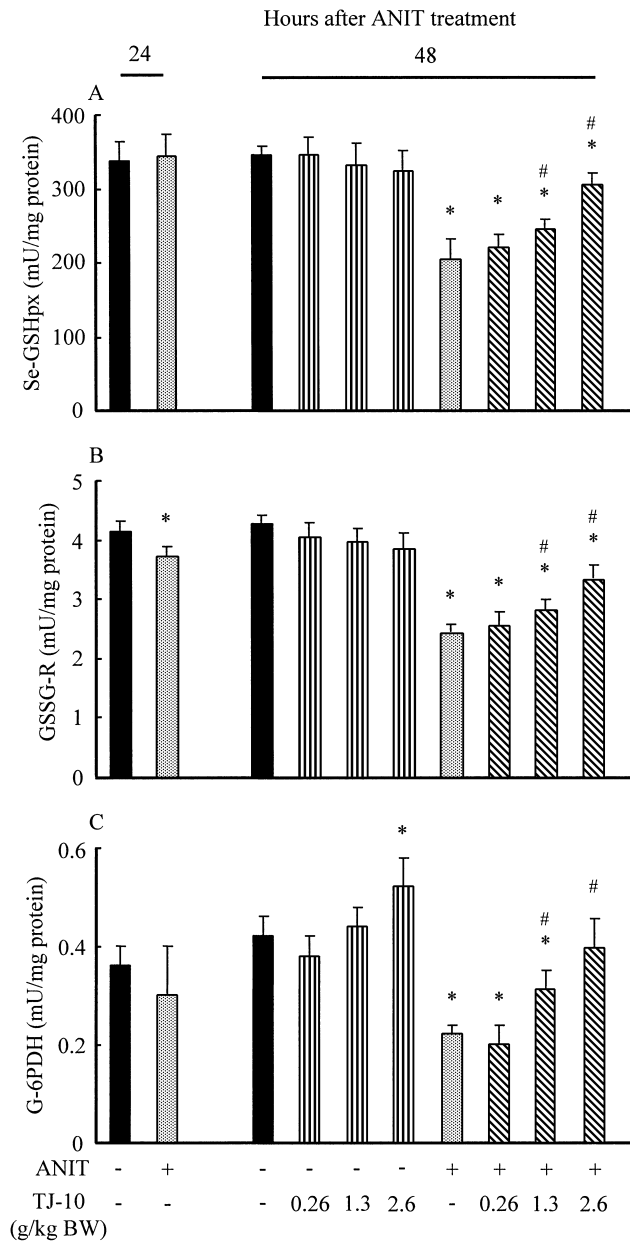 Hours after ANIT treatment
24 48
A
Se-GSHpx (mU/mg protein)
400
300
200
100
0
* * # * # *
B
GSSG-R (mU/mg protein)
5
4
3
2
1
0
* * * # * # *
C
G-6PDH (mU/mg protein)
0.6
0.4
0.2
0
* * * # * #
ANIT - + - - - - + + + +
TJ-10 - - - 0.26 1.3 2.6 - 0.26 1.3 2.6
(g/kg BW)